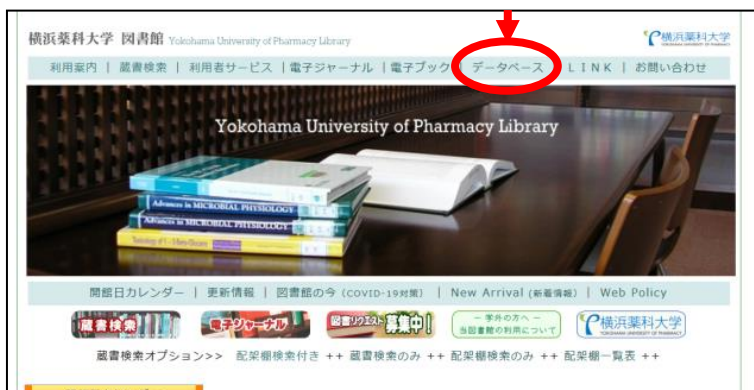 横浜薬科大学 図書館 Yokohama University of Pharmacy Library
横浜薬科大学
利用案内 | 蔵書検索 | 利用者サービス | 電子ジャーナル | 電子ブック | データベース | LINK | お問い合わせ
Yokohama University of Pharmacy Library
Advances in MICROBIAL PHYSIOLOGY
Advances in MICROBIAL PHYSIOLOGY
開館日カレンダー | 更新情報 | 図書館の今 (COVID-19対策) | New Arrival (新着情報) | Web Policy
蔵書検索
電子ジャーナル
図書リクエスト 募集中!
－ 学外の方へ －
当図書館の利用について
横浜薬科大学
蔵書検索オプション>> 配架棚検索付き ++ 蔵書検索のみ ++ 配架棚検索のみ ++ 配架棚一覧表 ++